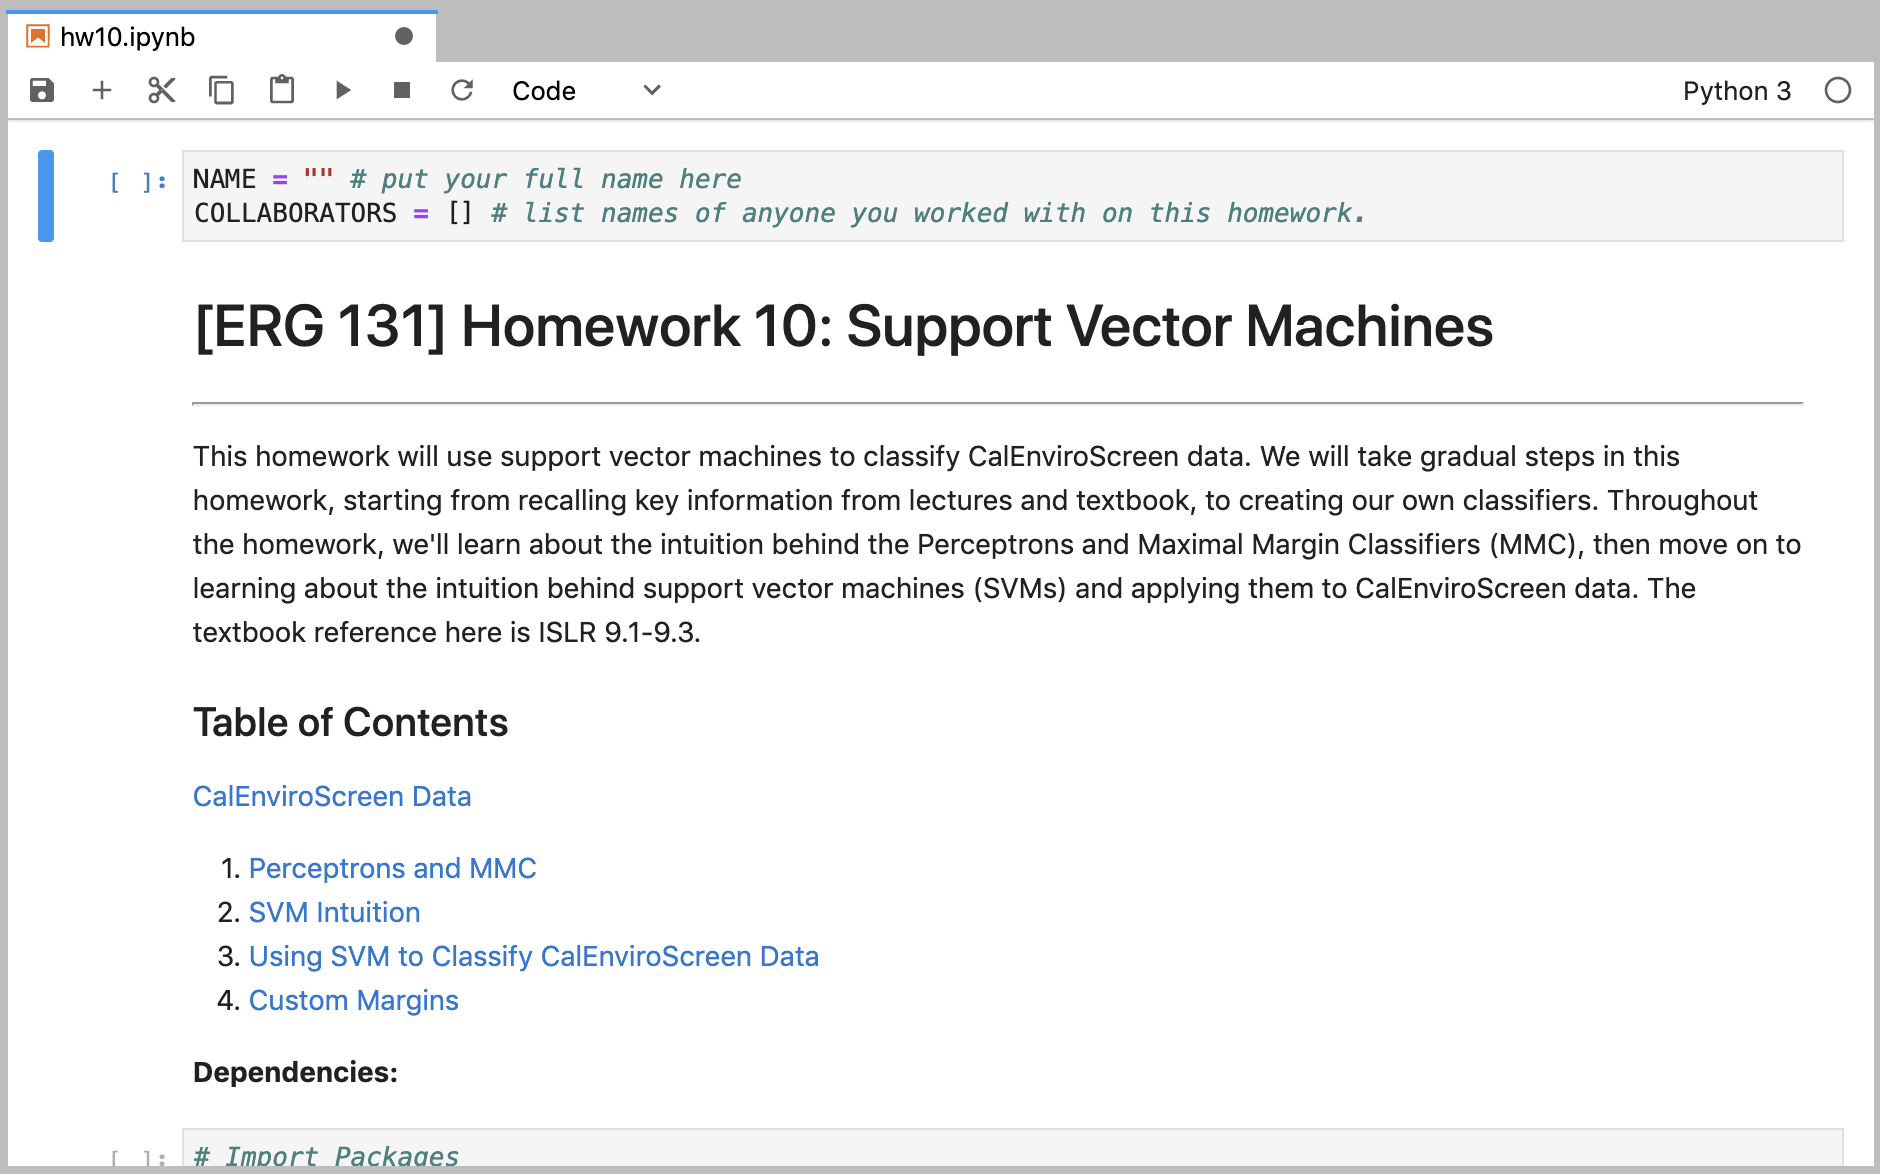 hw10.ipynb
Code
Python 3
[ ]:
NAME = "" # put your full name here
COLLABORATORS = [] # list names of anyone you worked with on this homework.
[ERG 131] Homework 10: Support Vector Machines
This homework will use support vector machines to classify CalEnviroScreen data. We will take gradual steps in this
homework, starting from recalling key information from lectures and textbook, to creating our own classifiers. Throughout
the homework, we'll learn about the intuition behind the Perceptrons and Maximal Margin Classifiers (MMC), then move on to
learning about the intuition behind support vector machines (SVMs) and applying them to CalEnviroScreen data. The
textbook reference here is ISLR 9.1-9.3.
Table of Contents
CalEnviroScreen Data
1. Perceptrons and MMC
2. SVM Intuition
3. Using SVM to Classify CalEnviroScreen Data
4. Custom Margins
Dependencies:
[ ]:
# Import Packages